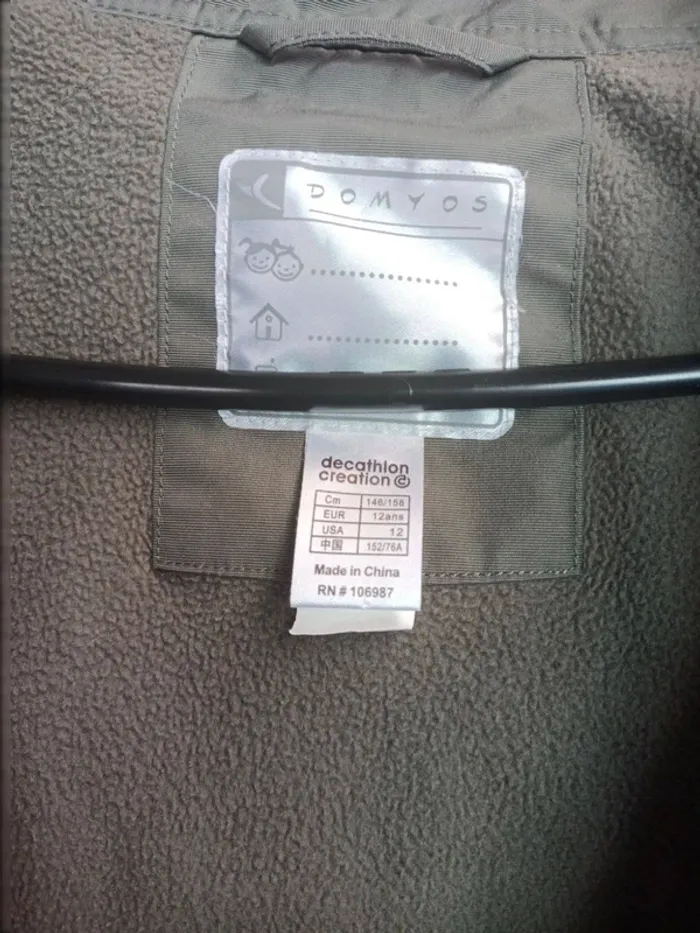 DOMYOS
decathlon
creation ©
Cm 146/156
EUR 12ans
USA 12
中国 152/76A
Made in China
RN # 106987